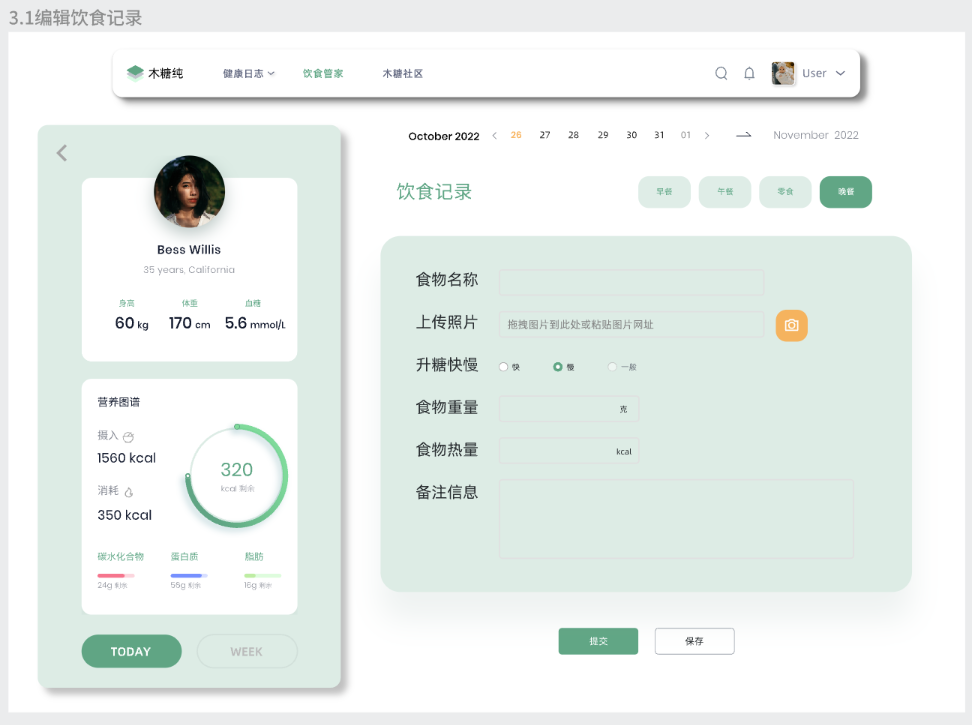 3.1编辑饮食记录
木糖纯 健康日志 饮食管家 木糖社区 User
October 2022 26 27 28 29 30 31 01 November 2022
饮食记录 早餐 午餐 零食 晚餐
Bess Willis
35 years, California
身高 体重 血糖
60 kg 170 cm 5.6 mmol/L
营养图谱
摄入
1560 kcal
消耗
350 kcal
320
kcal 剩余
碳水化合物 蛋白质 脂肪
24g 剩余 55g 剩余 16g 剩余
TODAY WEEK
食物名称
上传照片 拖拽图片到此处或粘贴图片网址
升糖快慢 快 慢 一般
食物重量 克
食物热量 kcal
备注信息
提交 保存